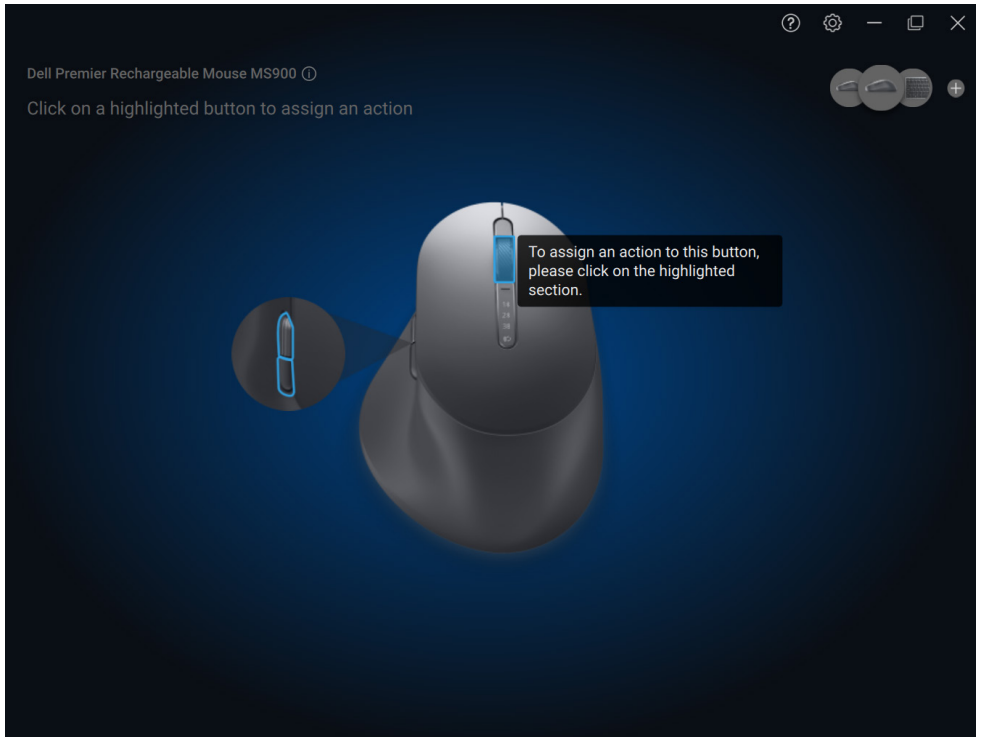 Dell Premier Rechargeable Mouse MS900
Click on a highlighted button to assign an action
To assign an action to this button,
please click on the highlighted
section.